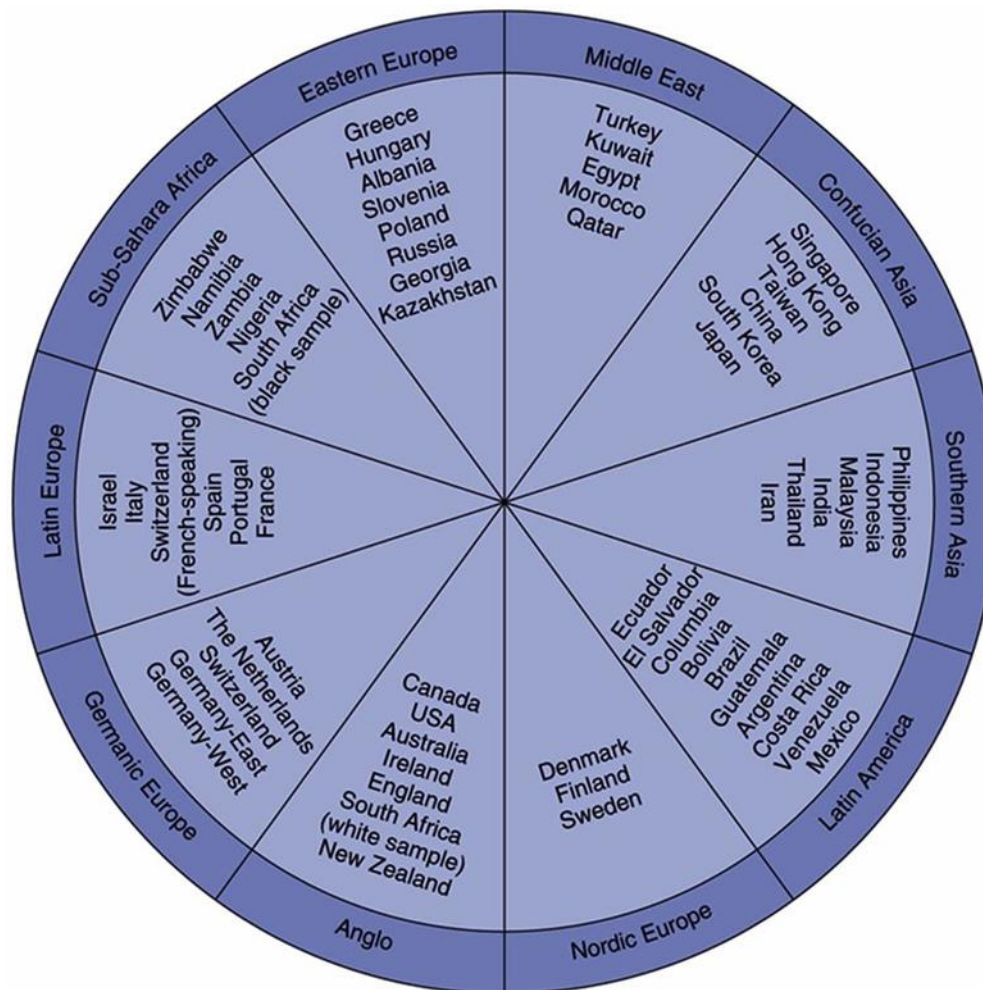 Eastern Europe
Greece
Hungary
Albania
Slovenia
Poland
Russia
Georgia
Kazakhstan
Middle East
Turkey
Kuwait
Egypt
Morocco
Qatar
Confucian Asia
Singapore
Hong Kong
Taiwan
China
South Korea
Japan
Southern Asia
Philippines
Indonesia
Malaysia
India
Thailand
Iran
Latin America
Ecuador
El Salvador
Columbia
Bolivia
Brazil
Guatemala
Argentina
Costa Rica
Venezuela
Mexico
Nordic Europe
Denmark
Finland
Sweden
Anglo
Canada
USA
Australia
Ireland
England
South Africa
(white sample)
New Zealand
Germanic Europe
Austria
The Netherlands
Switzerland
Germany-East
Germany-West
Latin Europe
Israel
Italy
Switzerland
(French-speaking)
Spain
Portugal
France
Sub-Sahara Africa
Zimbabwe
Namibia
Zambia
Nigeria
South Africa
(black sample)